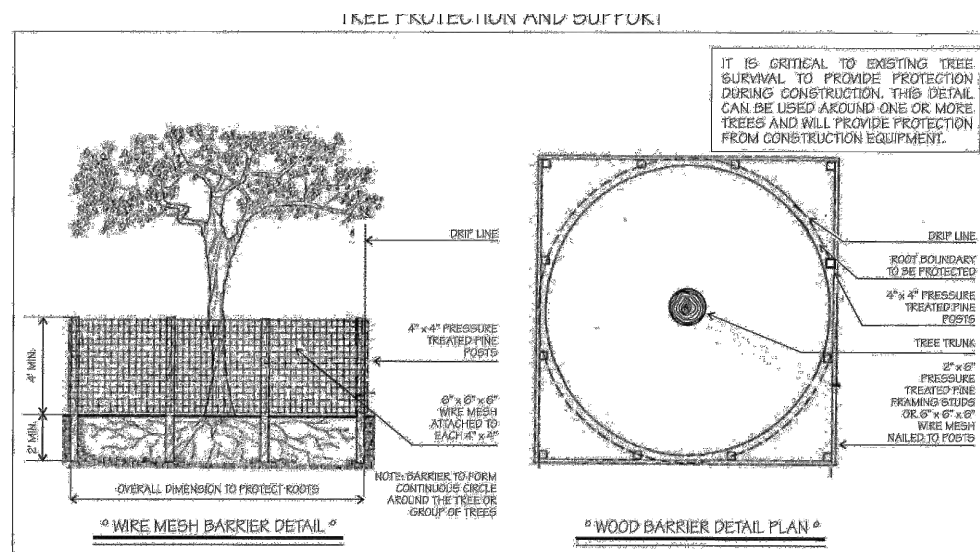 TREE PROTECTION AND SUPPORT
IT IS CRITICAL TO EXISTING TREE
SURVIVAL TO PROVIDE PROTECTION
DURING CONSTRUCTION. THIS DETAIL
CAN BE USED AROUND ONE OR MORE
TREES AND WILL PROVIDE PROTECTION
FROM CONSTRUCTION EQUIPMENT.
DRIP LINE
4" x 4" PRESSURE
TREATED PINE
POSTS
6" x 6" x 6"
WIRE MESH
ATTACHED TO
EACH 4" x 4"
4' MIN.
2' MIN.
OVERALL DIMENSION TO PROTECT ROOTS
NOTE: BARRIER TO FORM
CONTINUOUS CIRCLE
AROUND THE TREE OR
GROUP OF TREES
° WIRE MESH BARRIER DETAIL °
DRIP LINE
ROOT BOUNDARY
TO BE PROTECTED
4" x 4" PRESSURE
TREATED PINE
POSTS
TREE TRUNK
2" x 6"
PRESSURE
TREATED PINE
FRAMING STUDS
OR 6" x 6" x 6"
WIRE MESH
NAILED TO POSTS
° WOOD BARRIER DETAIL PLAN °